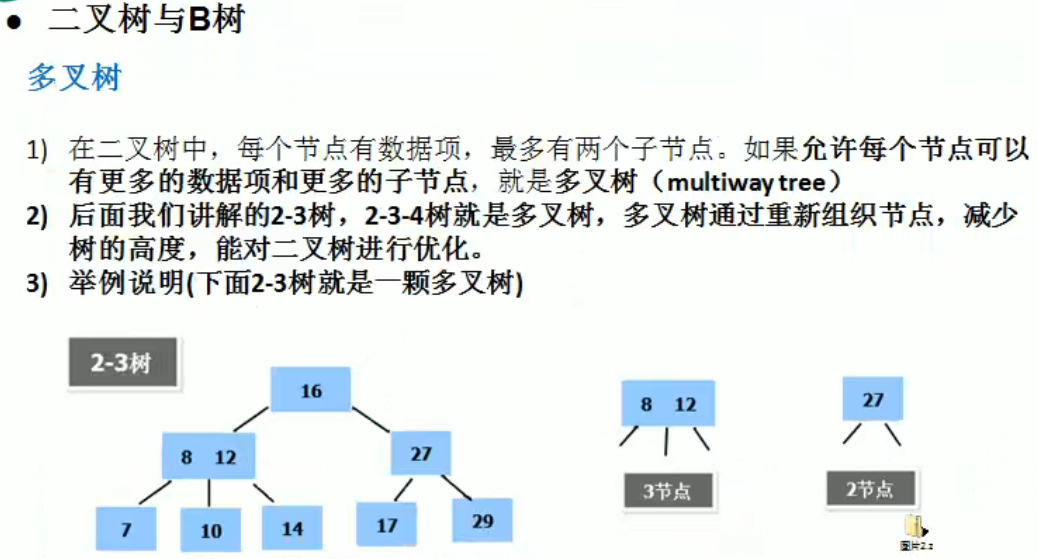 ● 二叉树与B树
多叉树
1) 在二叉树中，每个节点有数据项，最多有两个子节点。如果允许每个节点可以
有更多的数据项和更多的子节点，就是多叉树（multiway tree）
2) 后面我们讲解的2-3树，2-3-4树就是多叉树，多叉树通过重新组织节点，减少
树的高度，能对二叉树进行优化。
3) 举例说明(下面2-3树就是一颗多叉树)
2-3树
16
8 12
27
7
10
14
17
29
8 12
3节点
27
2节点
图片2.z